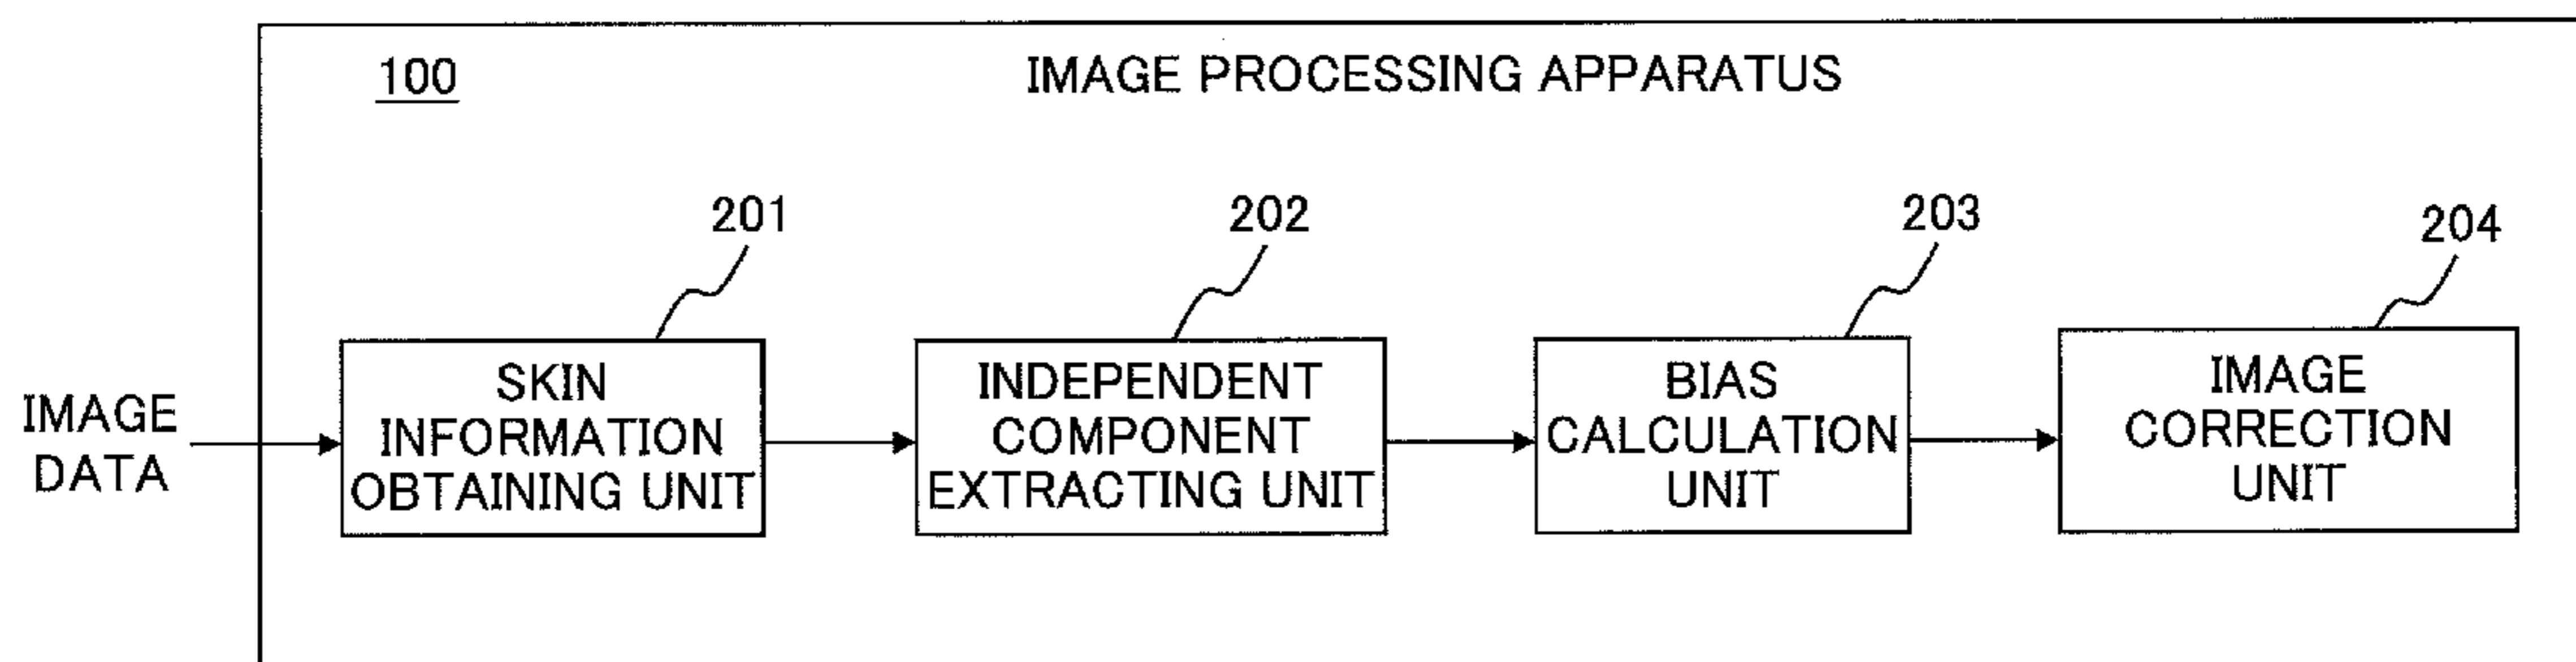 100
IMAGE PROCESSING APPARATUS
201
202
203
204
IMAGE
DATA
SKIN
INFORMATION
OBTAINING UNIT
INDEPENDENT
COMPONENT
EXTRACTING UNIT
BIAS
CALCULATION
UNIT
IMAGE
CORRECTION
UNIT